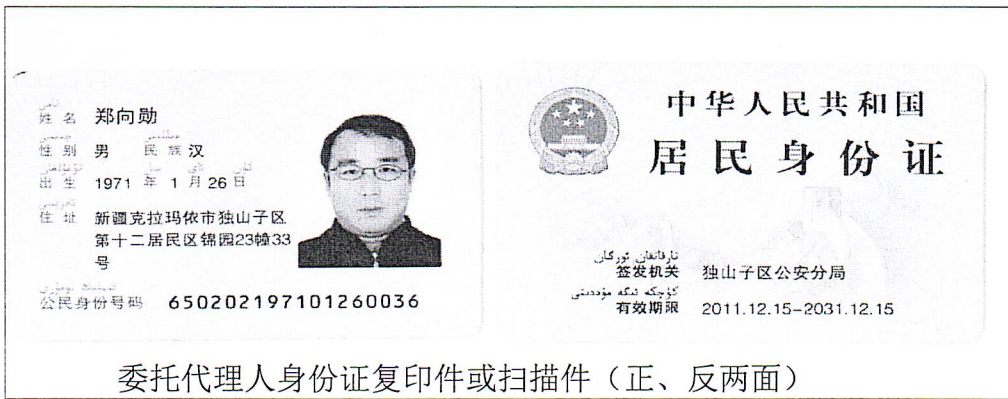 姓名 郑向勋
性别 男 民族 汉
出生 1971 年 1 月 26 日
住址 新疆克拉玛依市独山子区
第十二居民区锦园23幢33
号
公民身份号码 650202197101260036
中华人民共和国
居民身份证
تارقاتقان ئورگان
签发机关 独山子区公安分局
كۈچكە ئىگە مۇددىتى
有效期限 2011.12.15-2031.12.15
委托代理人身份证复印件或扫描件（正、反两面）